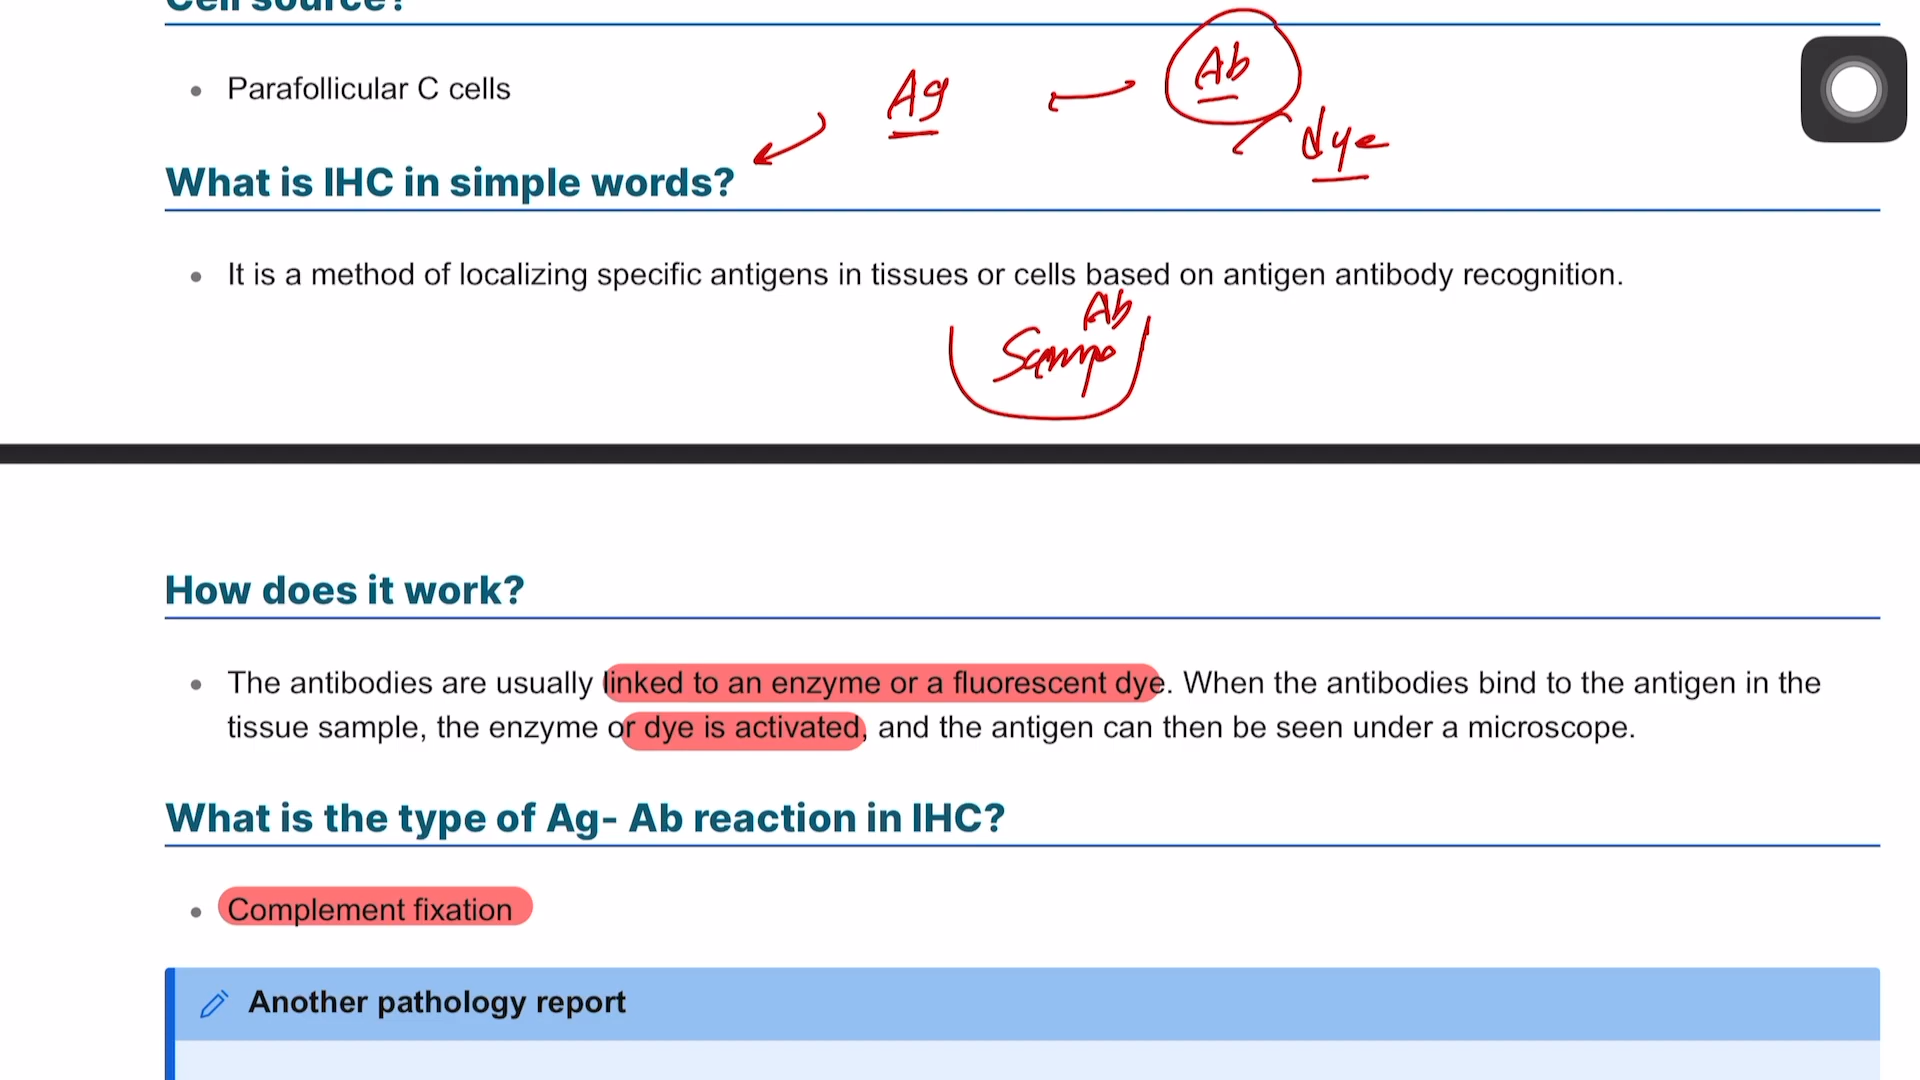 Cell source?
Ab
Ag
Parafollicular C cells
dye
What is IHC in simple words?
It is a method of localizing specific antigens in tissues or cells based on antigen antibody recognition.
Ab
How does it work?
The antibodies are usually linked to an enzyme or a fluorescent dye. When the antibodies bind to the antigen in the
tissue sample, the enzyme or dye is activated, and the antigen can then be seen under a microscope.
What is the type of Ag- Ab reaction in IHC?
Complement fixation
Another pathology report